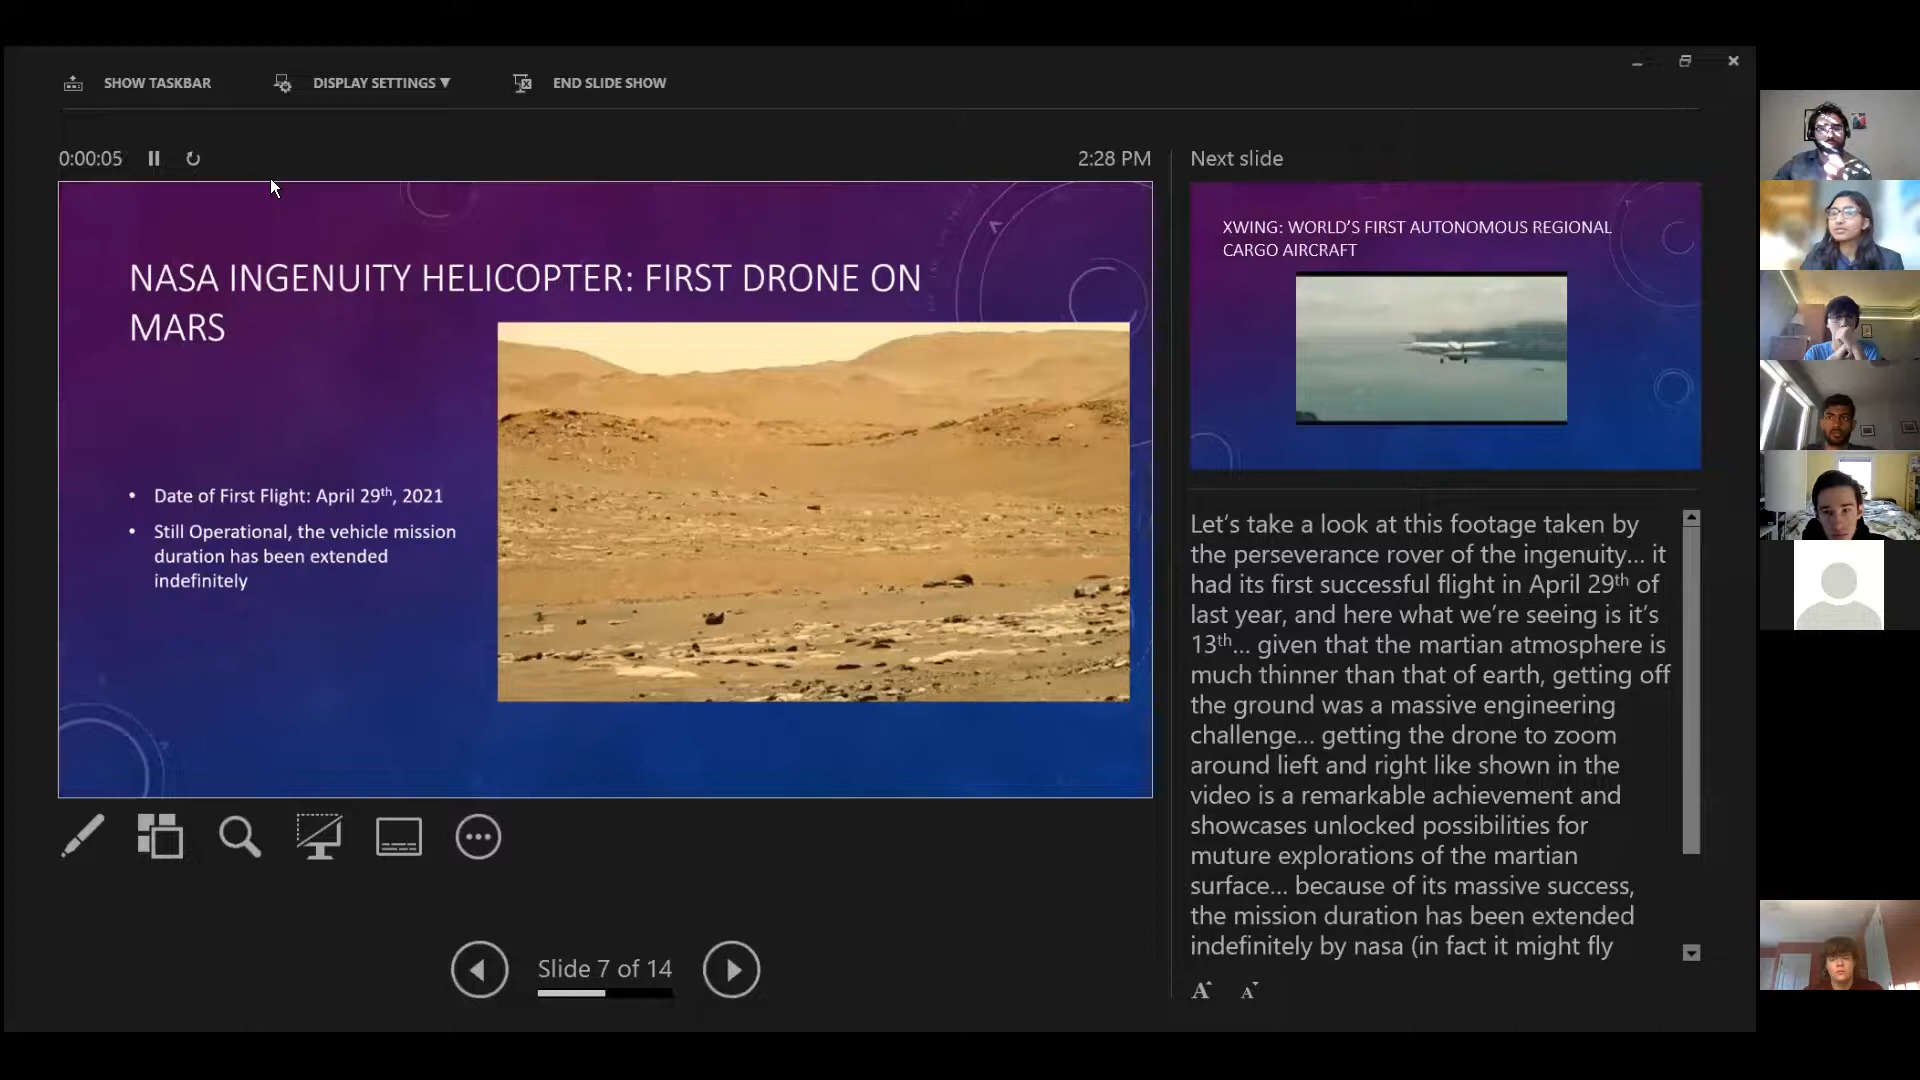 SHOW TASKBAR
DISPLAY SETTINGS ▼
END SLIDE SHOW
0:00:05
2:28 PM
NASA INGENUITY HELICOPTER: FIRST DRONE ON
MARS
• Date of First Flight: April 29th, 2021
• Still Operational, the vehicle mission
duration has been extended
indefinitely
Slide 7 of 14
Next slide
XWING: WORLD'S FIRST AUTONOMOUS REGIONAL
CARGO AIRCRAFT
Let's take a look at this footage taken by
the perseverance rover of the ingenuity... it
had its first successful flight in April 29th of
last year, and here what we're seeing is it's
13th... given that the martian atmosphere is
much thinner than that of earth, getting off
the ground was a massive engineering
challenge... getting the drone to zoom
around lieft and right like shown in the
video is a remarkable achievement and
showcases unlocked possibilities for
muture explorations of the martian
surface... because of its massive success,
the mission duration has been extended
indefinitely by nasa (in fact it might fly
A A